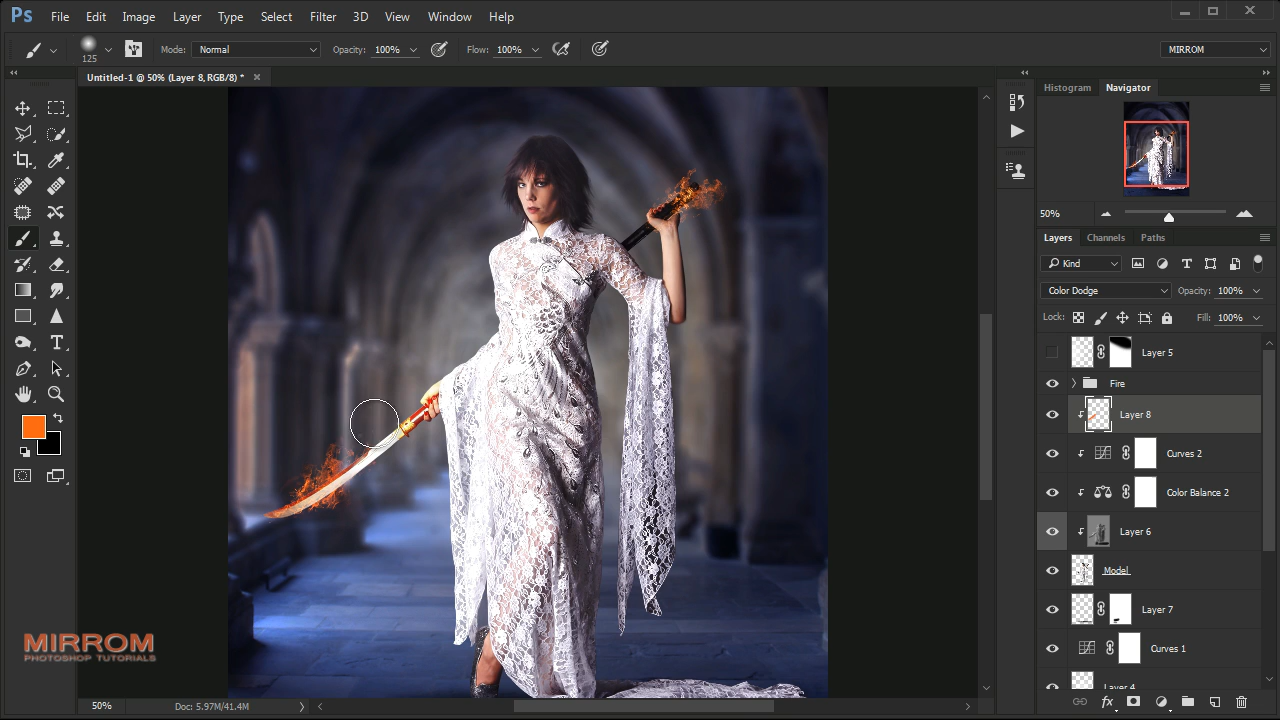 Ps File Edit Image Layer Type Select Filter 3D View Window Help
125 Mode: Normal Opacity: 100% Flow: 100% MIRROM
Untitled-1 @ 50% (Layer 8, RGB/8) *
Histogram Navigator
50%
Layers Channels Paths
Kind
Color Dodge Opacity: 100%
Lock: Fill: 100%
Layer 5
Fire
Layer 8
Curves 2
Color Balance 2
Layer 6
Model
Layer 7
Curves 1
Layer 4
MIRROM
PHOTOSHOP TUTORIALS
50% Doc: 5.97M/41.4M
fx